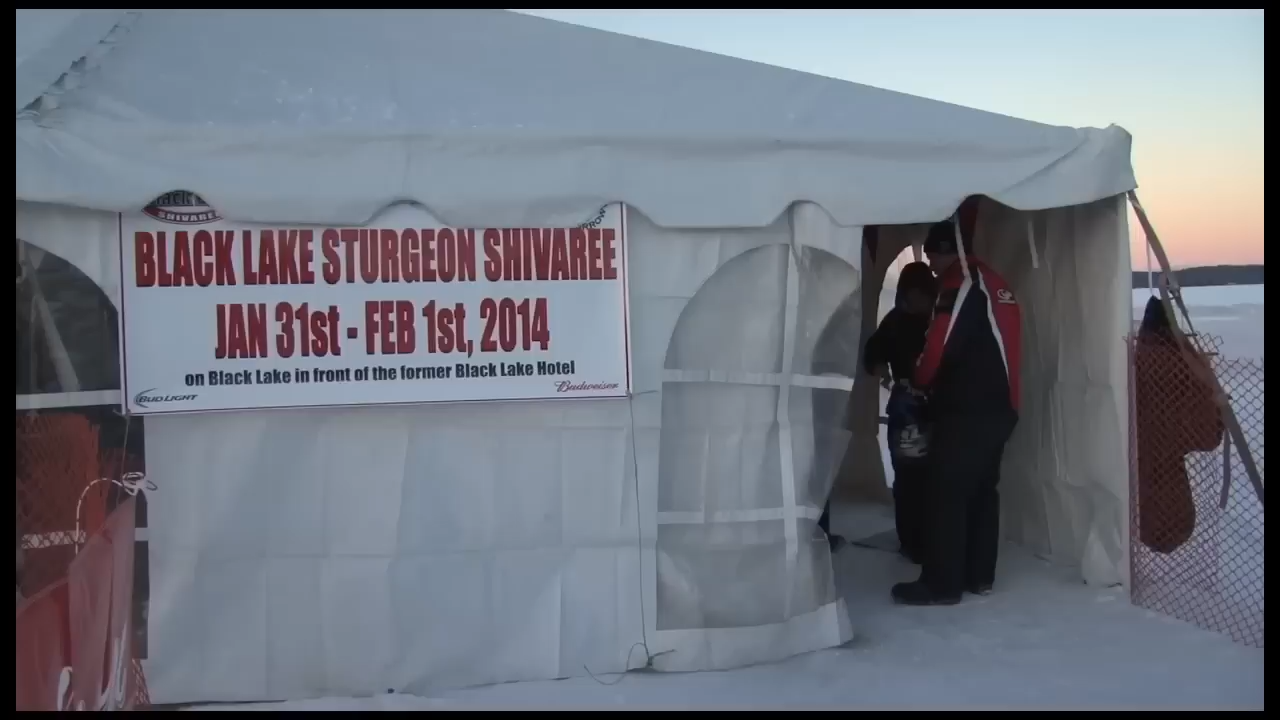 SHIVAREE
BLACK LAKE STURGEON SHIVAREE
JAN 31st - FEB 1st, 2014
on Black Lake in front of the former Black Lake Hotel
BUD LIGHT
Budweiser